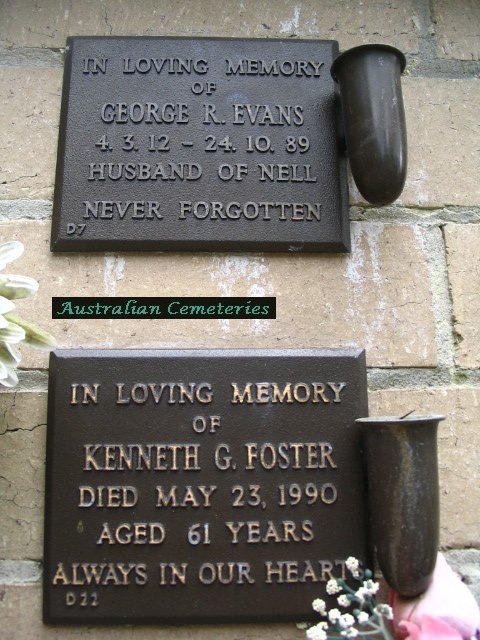 IN LOVING MEMORY
OF
GEORGE R. EVANS
4. 3. 12 - 24. 10. 89
HUSBAND OF NELL
NEVER FORGOTTEN
D7
Australian Cemeteries
IN LOVING MEMORY
OF
KENNETH G. FOSTER
DIED MAY 23, 1990
AGED 61 YEARS
ALWAYS IN OUR HEART
D11